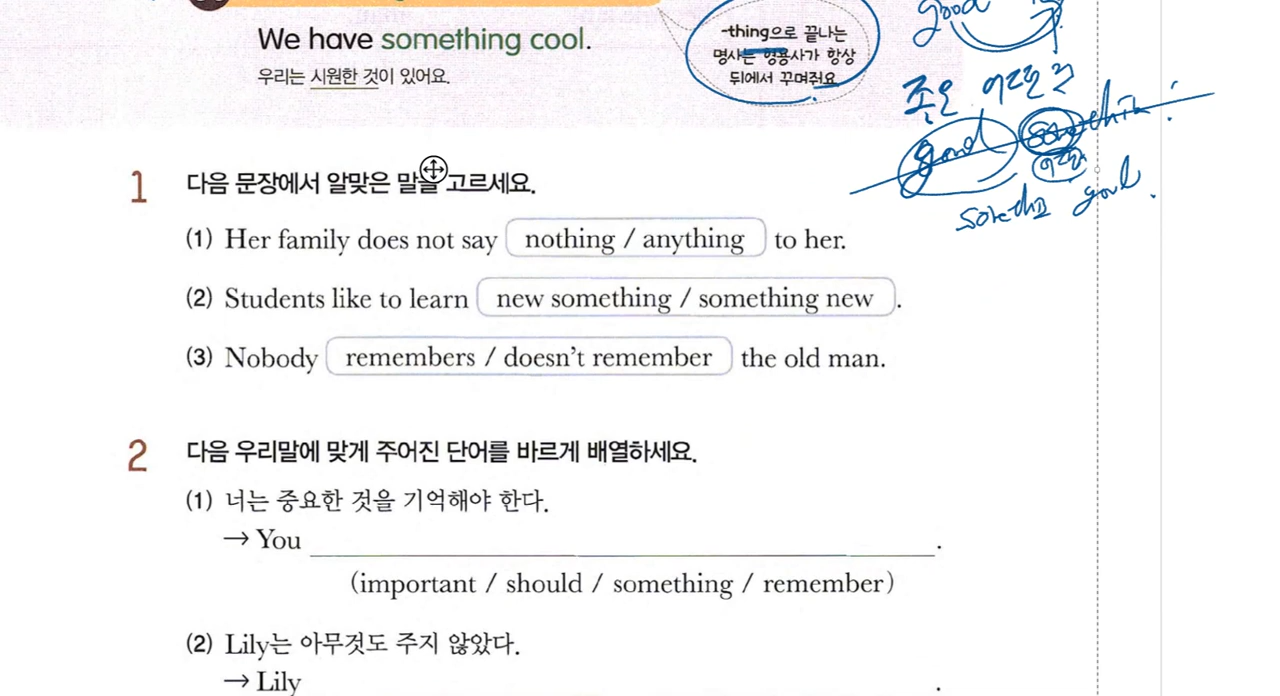 We have something cool.
우리는 시원한 것이 있어요.
-thing으로 끝나는
명사는 형용사가 항상
뒤에서 꾸며줘요
good
좋은 어떤 것
good something
어떤
something good.
1 다음 문장에서 알맞은 말을 고르세요.
(1) Her family does not say nothing / anything to her.
(2) Students like to learn new something / something new .
(3) Nobody remembers / doesn't remember the old man.
2 다음 우리말에 맞게 주어진 단어를 바르게 배열하세요.
(1) 너는 중요한 것을 기억해야 한다.
→ You .
(important / should / something / remember)
(2) Lily는 아무것도 주지 않았다.
→ Lily .